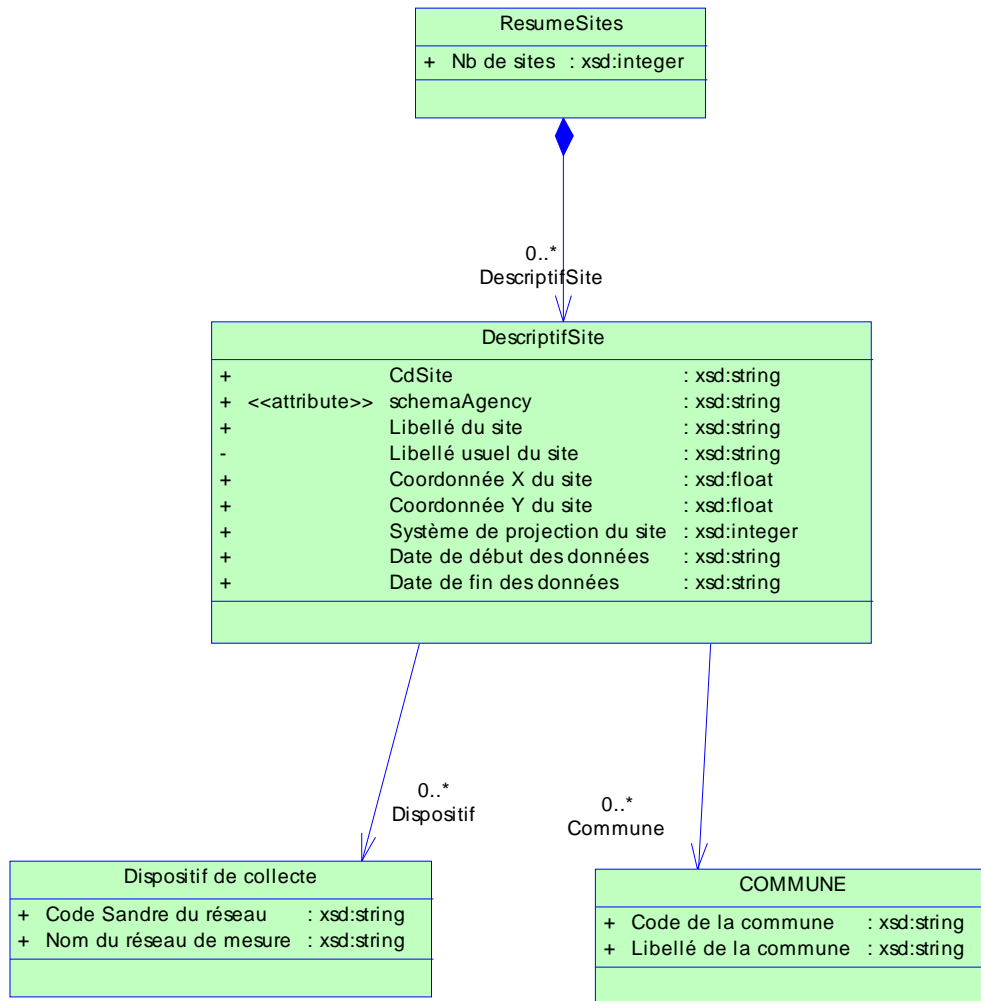 ResumeSites
+ Nb de sites : xsd:integer
0..*
DescriptifSite
DescriptifSite
+ CdSite : xsd:string
+ <<attribute>> schemaAgency : xsd:string
+ Libellé du site : xsd:string
- Libellé usuel du site : xsd:string
+ Coordonnée X du site : xsd:float
+ Coordonnée Y du site : xsd:float
+ Système de projection du site : xsd:integer
+ Date de début des données : xsd:string
+ Date de fin des données : xsd:string
0..*
Dispositif
0..*
Commune
Dispositif de collecte
+ Code Sandre du réseau : xsd:string
+ Nom du réseau de mesure : xsd:string
COMMUNE
+ Code de la commune : xsd:string
+ Libellé de la commune : xsd:string